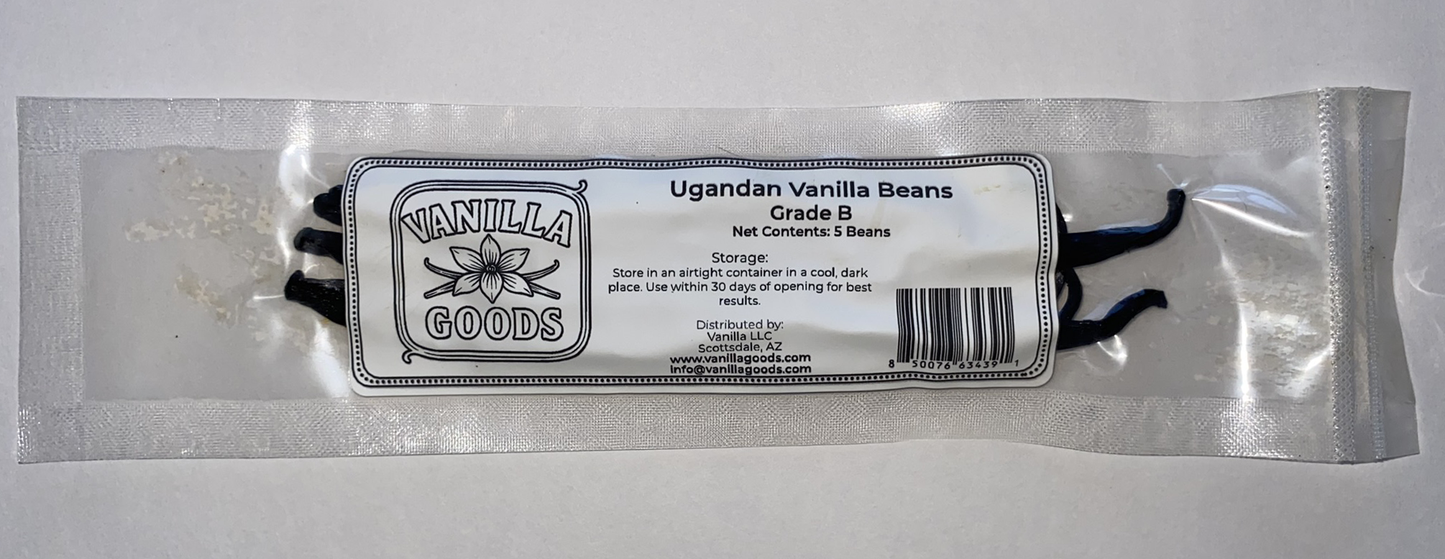 VANILLA
GOODS
Ugandan Vanilla Beans
Grade B
Net Contents: 5 Beans
Storage:
Store in an airtight container in a cool, dark
place. Use within 30 days of opening for best
results.
Distributed by:
Vanilla LLC
Scottsdale, AZ
www.vanillagoods.com
Info@vanillagoods.com
8 50076 63439 1